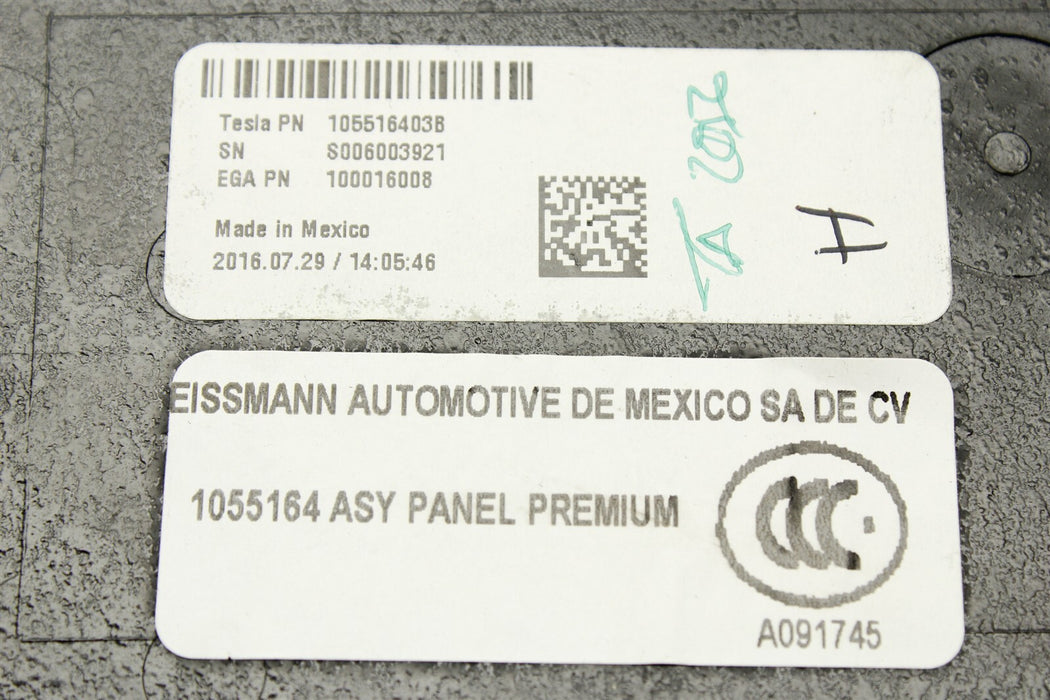 Tesla PN 105516403B
SN S006003921
EGA PN 100016008
Made in Mexico
2016.07.29 / 14:05:46
A
EISSMANN AUTOMOTIVE DE MEXICO SA DE CV
1055164 ASY PANEL PREMIUM
CCC
A091745